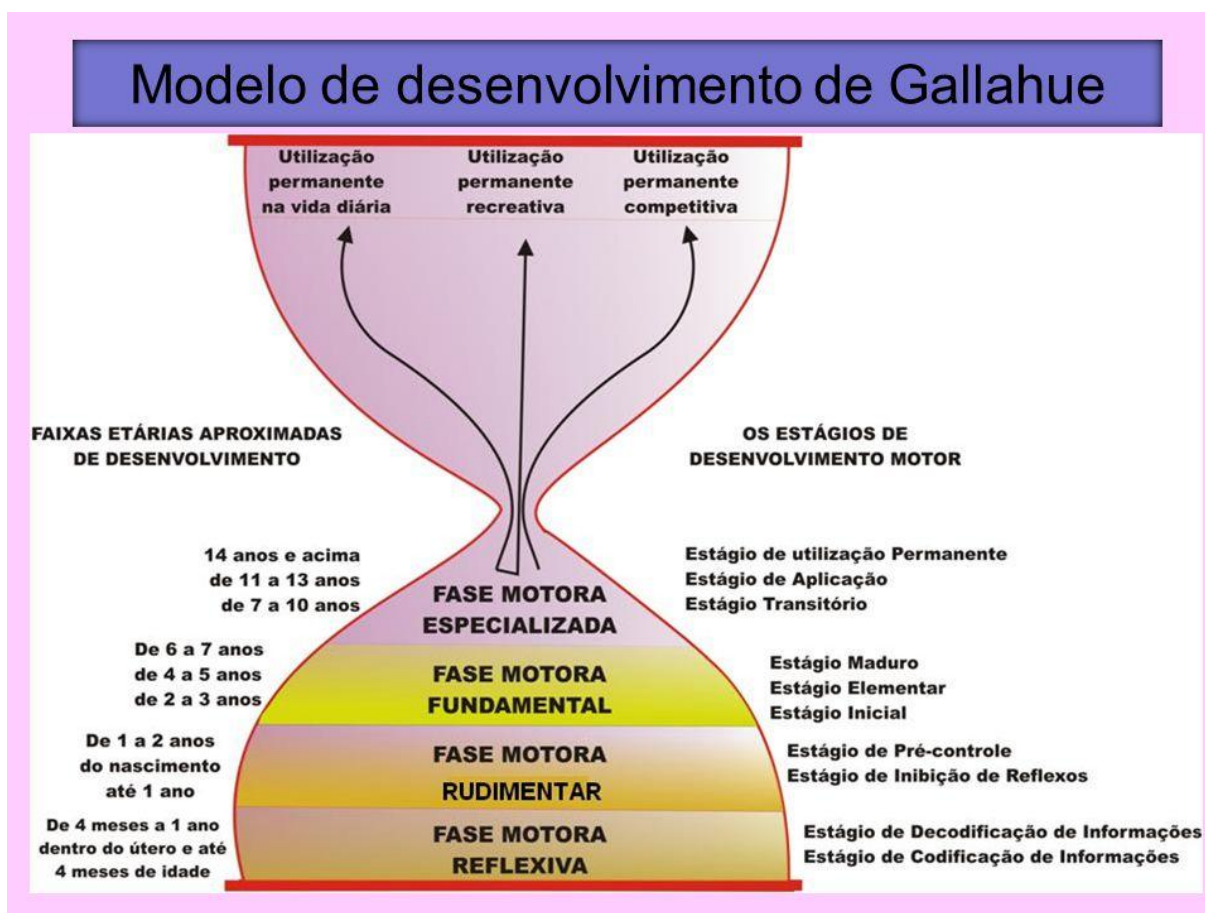 Modelo de desenvolvimento de Gallahue
Utilização
permanente
na vida diária
Utilização
permanente
recreativa
Utilização
permanente
competitiva
FAIXAS ETÁRIAS APROXIMADAS
DE DESENVOLVIMENTO
OS ESTÁGIOS DE
DESENVOLVIMENTO MOTOR
14 anos e acima
de 11 a 13 anos
de 7 a 10 anos
FASE MOTORA
ESPECIALIZADA
Estágio de utilização Permanente
Estágio de Aplicação
Estágio Transitório
De 6 a 7 anos
de 4 a 5 anos
de 2 a 3 anos
FASE MOTORA
FUNDAMENTAL
Estágio Maduro
Estágio Elementar
Estágio Inicial
De 1 a 2 anos
do nascimento
até 1 ano
FASE MOTORA
RUDIMENTAR
Estágio de Pré-controle
Estágio de Inibição de Reflexos
De 4 meses a 1 ano
dentro do útero e até
4 meses de idade
FASE MOTORA
REFLEXIVA
Estágio de Decodificação de Informações
Estágio de Codificação de Informações